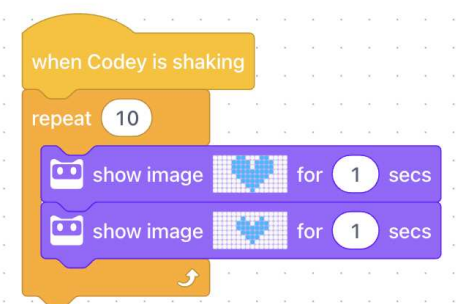 when Codey is shaking
repeat 10
show image for 1 secs
show image for 1 secs